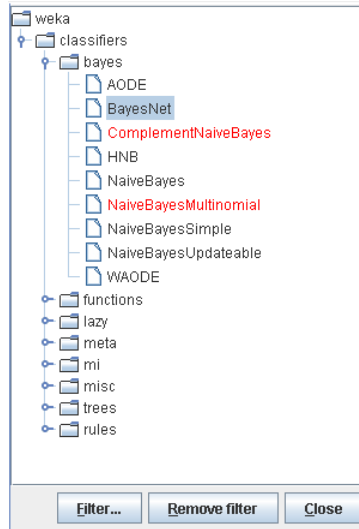 weka
classifiers
bayes
AODE
BayesNet
ComplementNaiveBayes
HNB
NaiveBayes
NaiveBayesMultinomial
NaiveBayesSimple
NaiveBayesUpdateable
WAODE
functions
lazy
meta
mi
misc
trees
rules
Filter... Remove filter Close